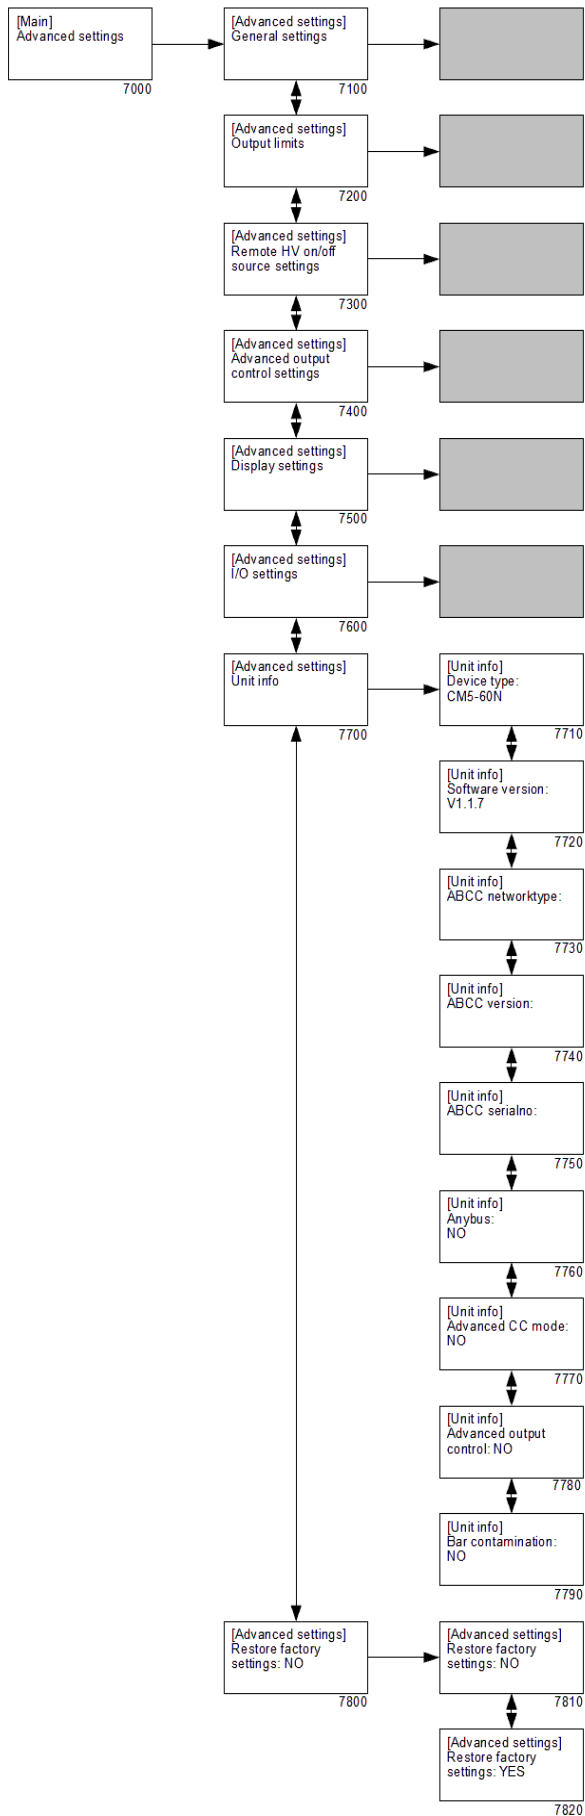 [Main]
Advanced settings
7000
[Advanced settings]
General settings
7100
[Advanced settings]
Output limits
7200
[Advanced settings]
Remote HV on/off
source settings
7300
[Advanced settings]
Advanced output
control settings
7400
[Advanced settings]
Display settings
7500
[Advanced settings]
I/O settings
7600
[Advanced settings]
Unit info
7700
[Unit info]
Device type:
CM5-60N
7710
[Unit info]
Software version:
V1.1.7
7720
[Unit info]
ABCC networktype:
7730
[Unit info]
ABCC version:
7740
[Unit info]
ABCC serialno:
7750
[Unit info]
Anybus:
NO
7760
[Unit info]
Advanced CC mode:
NO
7770
[Unit info]
Advanced output
control: NO
7780
[Unit info]
Bar contamination:
NO
7790
[Advanced settings]
Restore factory
settings: NO
7800
[Advanced settings]
Restore factory
settings: NO
7810
[Advanced settings]
Restore factory
settings: YES
7820